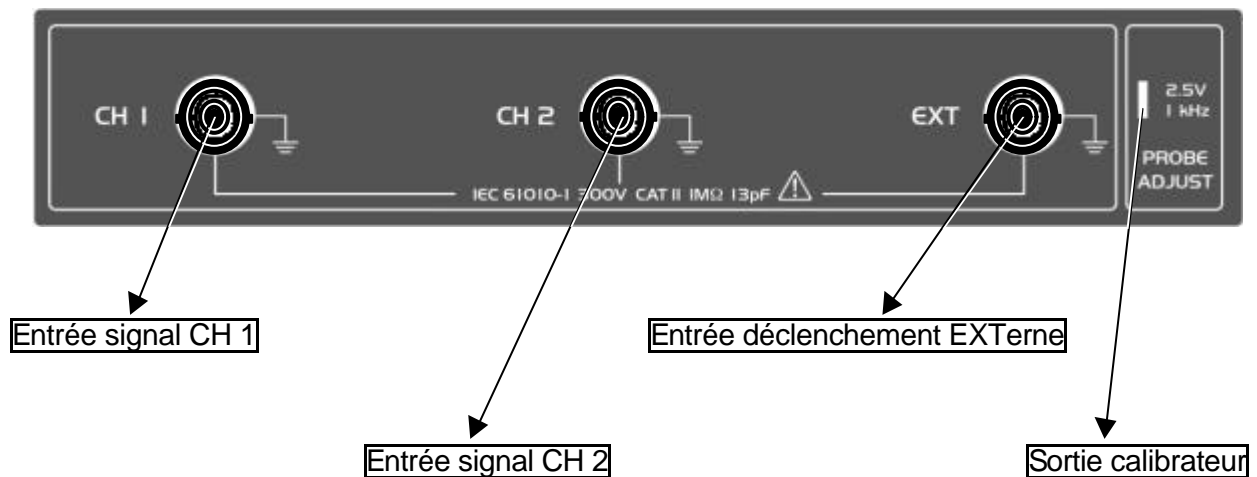 CH 1
CH 2
EXT
2.5V
1 kHz
PROBE
ADJUST
IEC 61010-1 300V CAT II 1MΩ 13pF
Entrée signal CH 1
Entrée déclenchement EXTerne
Entrée signal CH 2
Sortie calibrateur